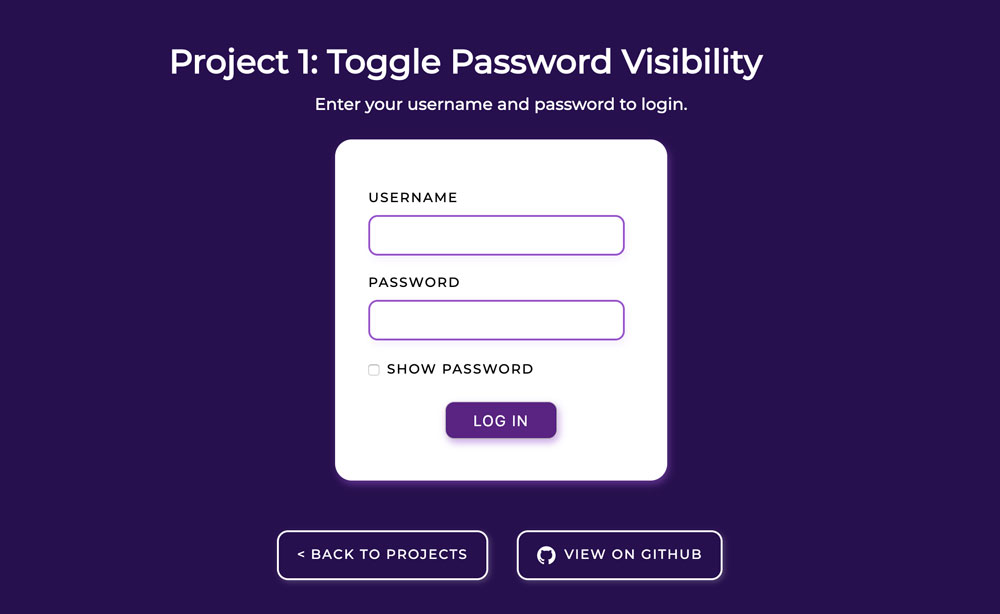 Project 1: Toggle Password Visibility
Enter your username and password to login.
USERNAME
PASSWORD
SHOW PASSWORD
LOG IN
< BACK TO PROJECTS
VIEW ON GITHUB